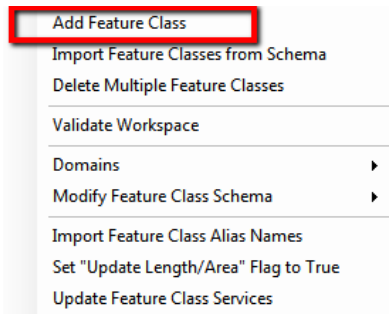 Add Feature Class
Import Feature Classes from Schema
Delete Multiple Feature Classes
Validate Workspace
Domains
Modify Feature Class Schema
Import Feature Class Alias Names
Set "Update Length/Area" Flag to True
Update Feature Class Services